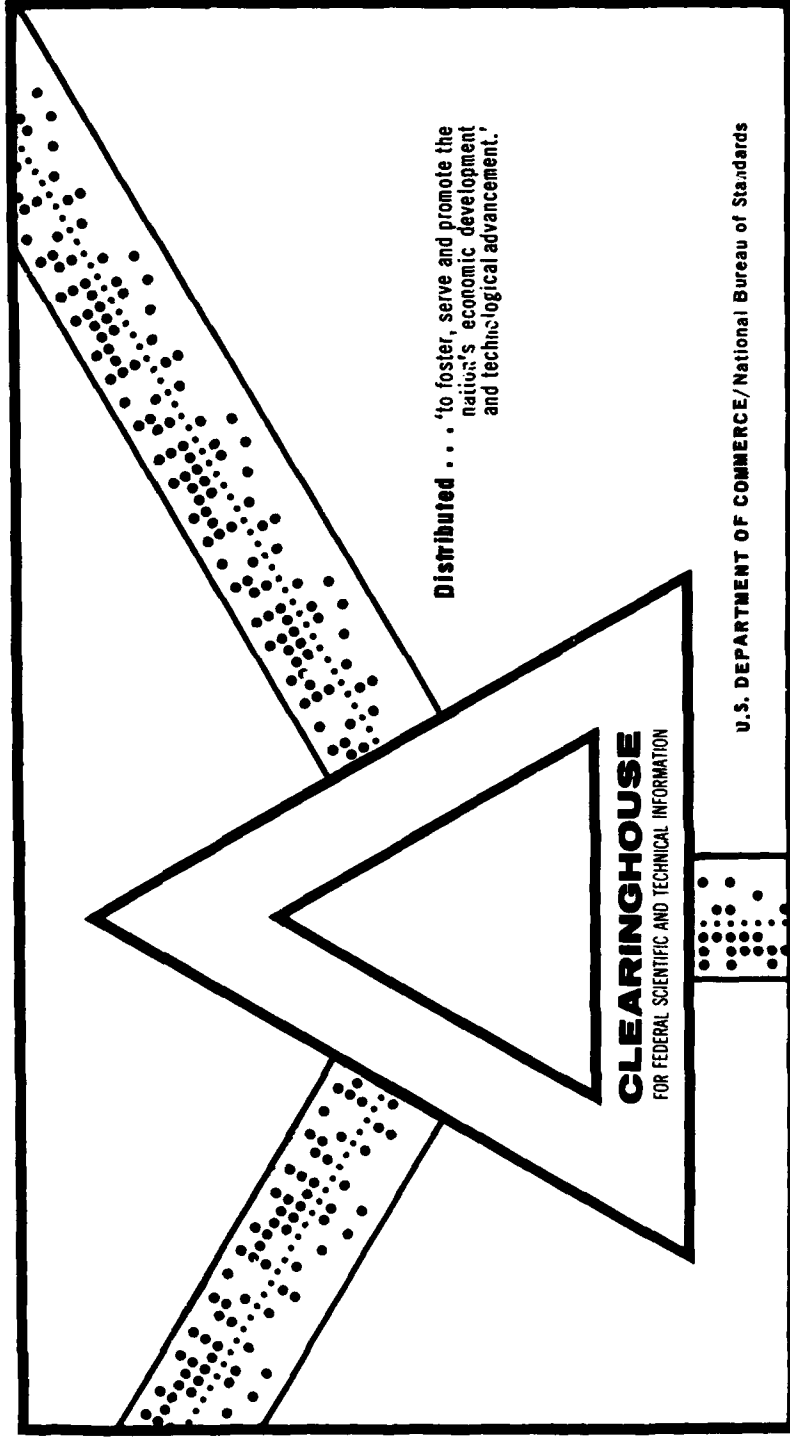 Distributed . . . 'to foster, serve and promote the
nation's economic development
and technological advancement.'
CLEARINGHOUSE
FOR FEDERAL SCIENTIFIC AND TECHNICAL INFORMATION
U.S. DEPARTMENT OF COMMERCE/National Bureau of Standards